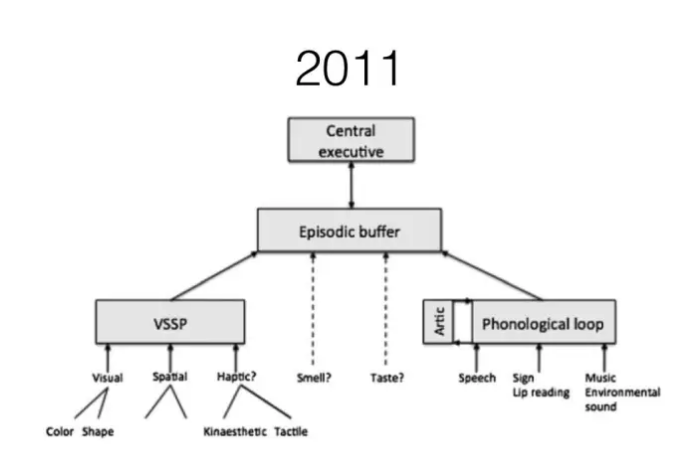 2011
Central
executive
Episodic buffer
VSSP
Artic
Phonological loop
Visual
Spatial
Haptic?
Smell?
Taste?
Speech
Sign
Lip reading
Music
Environmental
sound
Color Shape
Kinaesthetic Tactile